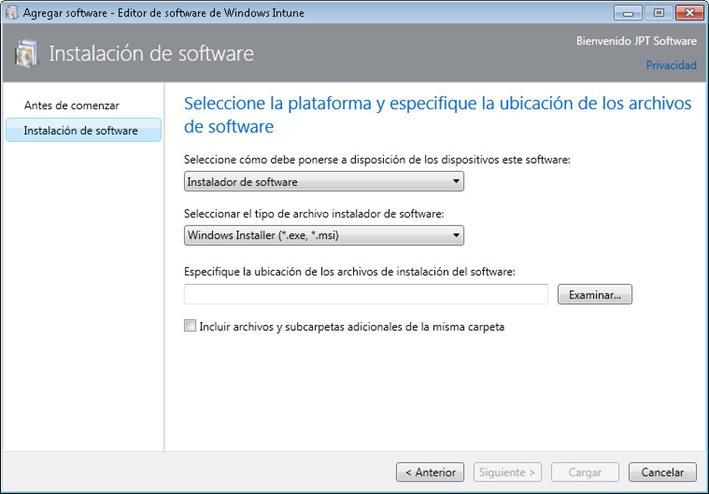 Agregar software - Editor de software de Windows Intune
Instalación de software
Bienvenido JPT Software
Privacidad
Antes de comenzar
Instalación de software
Seleccione la plataforma y especifique la ubicación de los archivos
de software
Seleccione cómo debe ponerse a disposición de los dispositivos este software:
Instalador de software
Seleccionar el tipo de archivo instalador de software:
Windows Installer (*.exe, *.msi)
Especifique la ubicación de los archivos de instalación del software:
Examinar...
Incluir archivos y subcarpetas adicionales de la misma carpeta
< Anterior
Siguiente >
Cargar
Cancelar